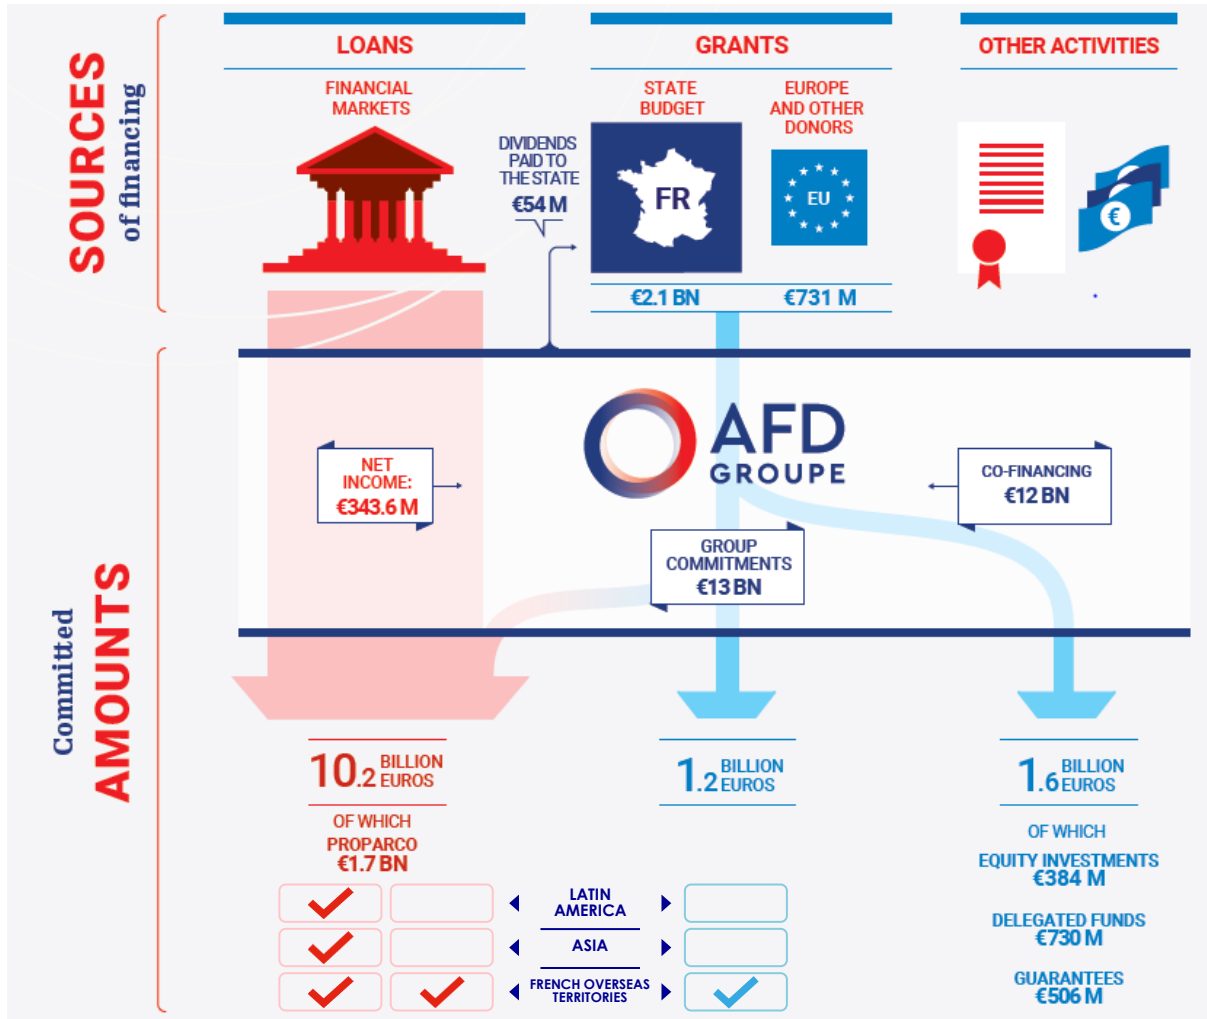 SOURCES
of financing
LOANS
FINANCIAL
MARKETS
DIVIDENDS
PAID TO
THE STATE
€54 M
GRANTS
STATE
BUDGET
FR
€2.1 BN
EUROPE
AND OTHER
DONORS
EU
€731 M
OTHER ACTIVITIES
€
Committed
AMOUNTS
AFD
GROUPE
NET
INCOME:
€343.6 M
CO-FINANCING
€12 BN
GROUP
COMMITMENTS
€13 BN
10.2 BILLION
EUROS
OF WHICH
PROPARCO
€1.7 BN
1.2 BILLION
EUROS
1.6 BILLION
EUROS
OF WHICH
EQUITY INVESTMENTS
€384 M
DELEGATED FUNDS
€730 M
GUARANTEES
€506 M
LATIN
AMERICA
ASIA
FRENCH OVERSEAS
TERRITORIES